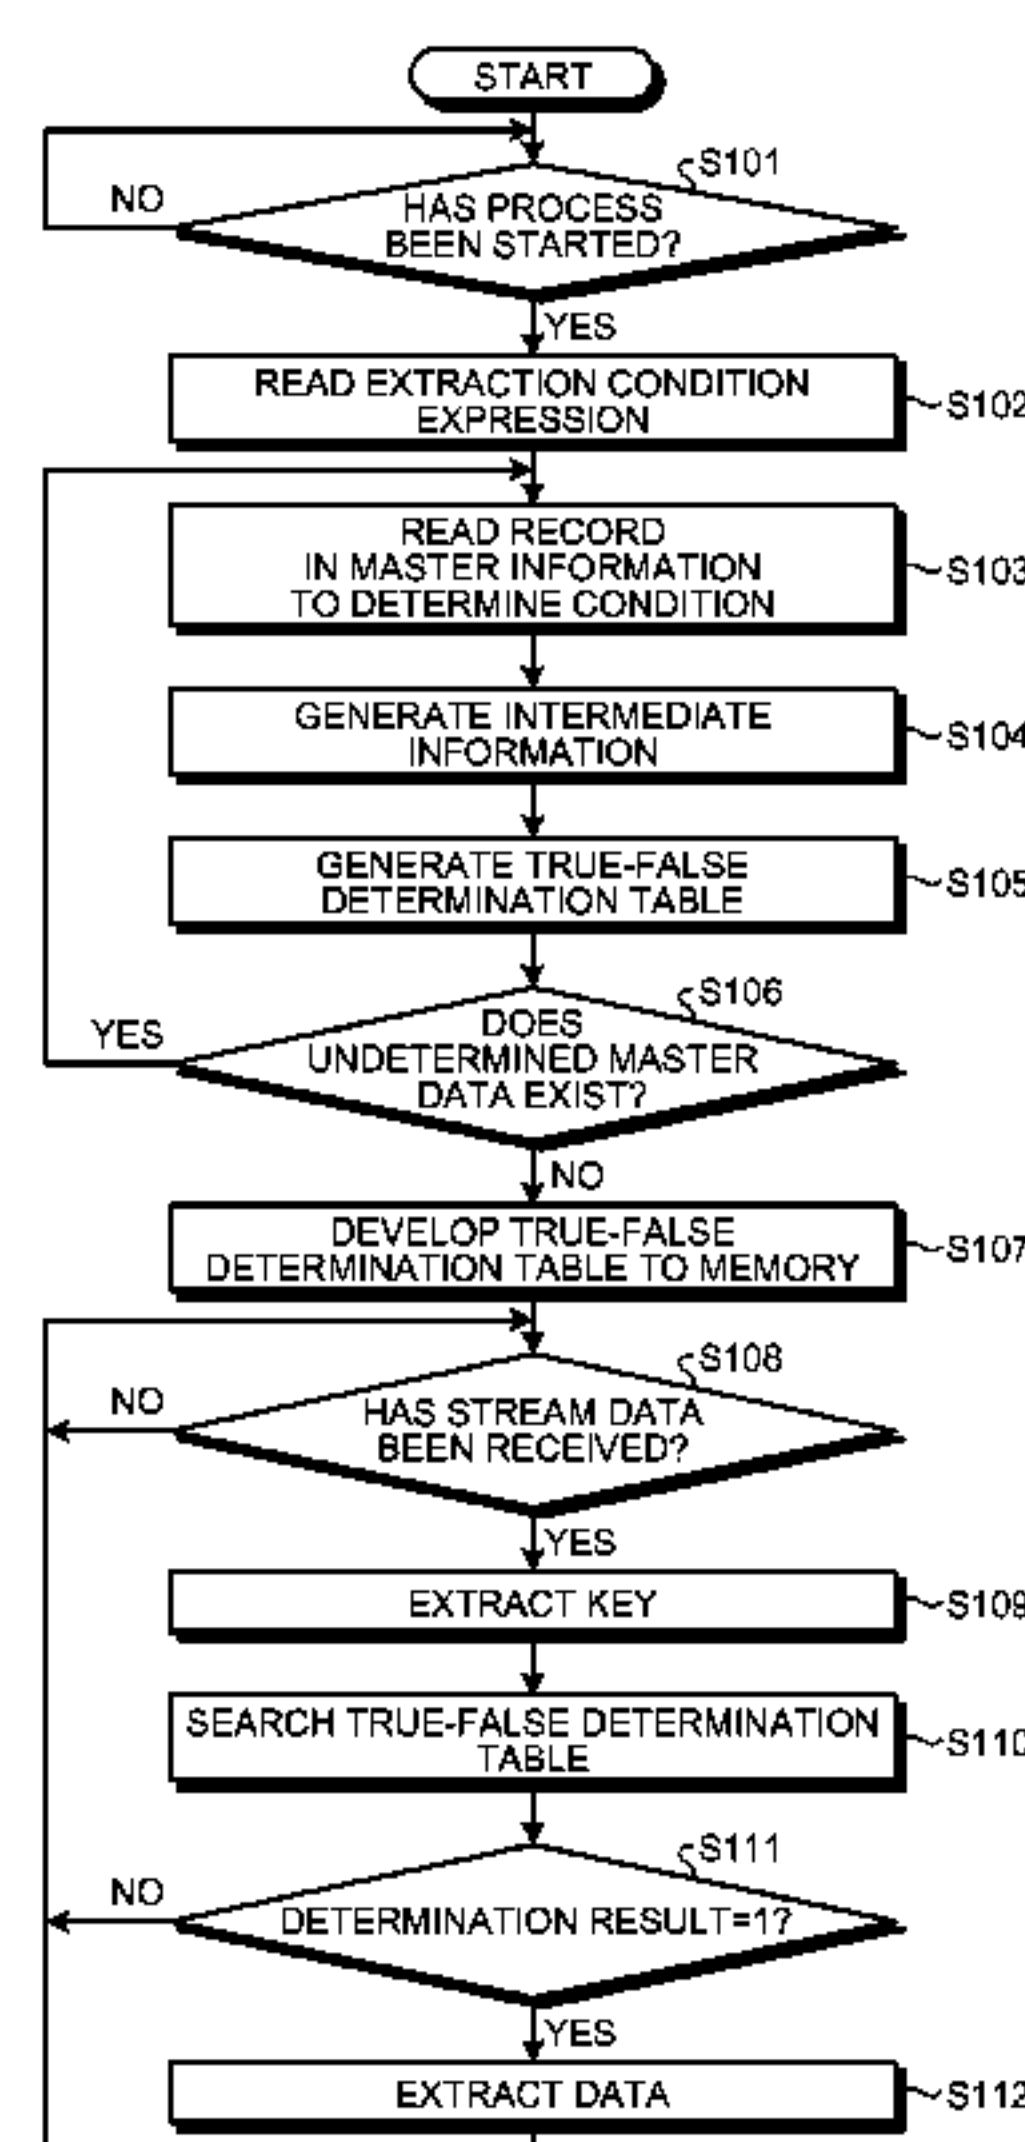 START
S101
NO
HAS PROCESS
BEEN STARTED?
YES
READ EXTRACTION CONDITION
EXPRESSION
S102
READ RECORD
IN MASTER INFORMATION
TO DETERMINE CONDITION
S103
GENERATE INTERMEDIATE
INFORMATION
S104
GENERATE TRUE-FALSE
DETERMINATION TABLE
S105
S106
YES
DOES
UNDETERMINED MASTER
DATA EXIST?
NO
DEVELOP TRUE-FALSE
DETERMINATION TABLE TO MEMORY
S107
S108
NO
HAS STREAM DATA
BEEN RECEIVED?
YES
EXTRACT KEY
S109
SEARCH TRUE-FALSE DETERMINATION
TABLE
S110
S111
NO
DETERMINATION RESULT=1?
YES
EXTRACT DATA
S112